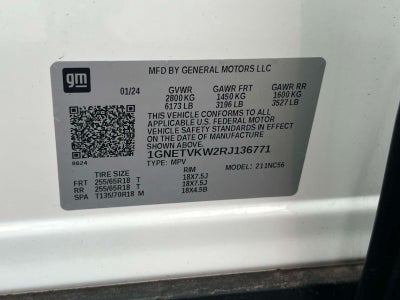 gm
MFD BY GENERAL MOTORS LLC
01/24 GVWR GAWR FRT GAWR RR
2800 KG 1450 KG 1600 KG
6173 LB 3196 LB 3527 LB
THIS VEHICLE CONFORMS TO ALL
APPLICABLE U.S. FEDERAL MOTOR
VEHICLE SAFETY STANDARDS IN EFFECT
ON THE DATE OF MANUFACTURE
SHOWN ABOVE.
1GNETVKW2RJ136771
9624 TYPE: MPV MODEL: 211NC56
TIRE SIZE RIM
FRT 255/65R18 T 18X7.5J
RR 255/65R18 T 18X7.5J
SPA T135/70R18 M 18X4.5B